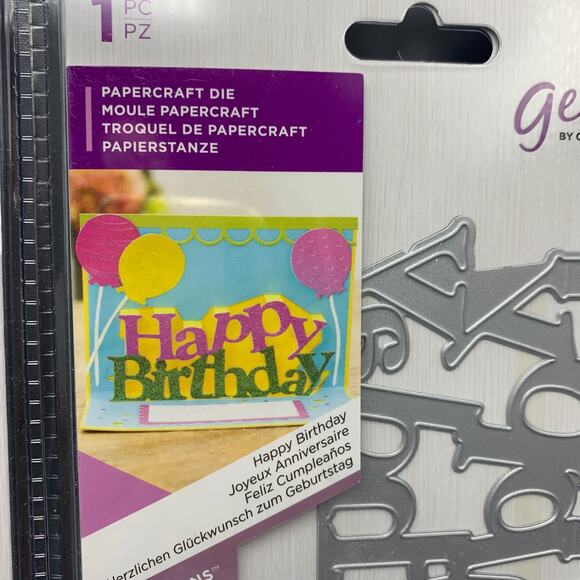 1 PC
PZ
PAPERCRAFT DIE
MOULE PAPERCRAFT
TROQUEL DE PAPERCRAFT
PAPIERSTANZE
Happy
Birthday
Happy Birthday
Joyeux Anniversaire
Feliz Cumpleaños
Herzlichen Glückwunsch zum Geburtstag
Ge
BY